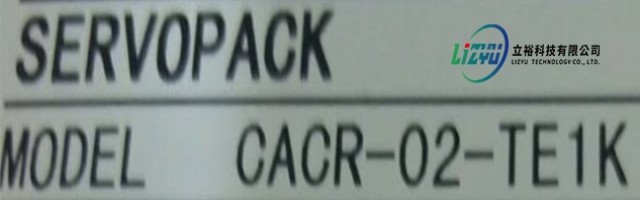 SERVOPACK
LIZYU
立裕科技有限公司
LIZYU TECHNOLOGY CO., LTD.
MODEL CACR-02-TE1K